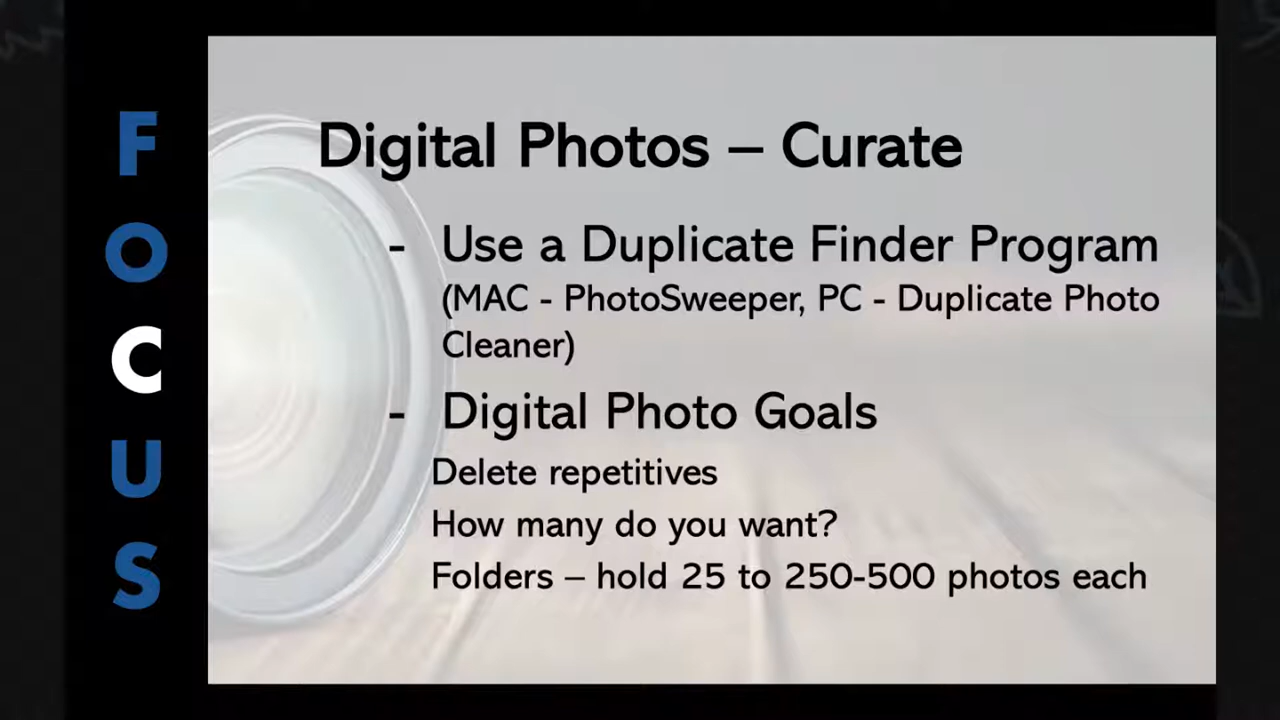 F
O
C
U
S
Digital Photos – Curate
- Use a Duplicate Finder Program
(MAC - PhotoSweeper, PC - Duplicate Photo
Cleaner)
- Digital Photo Goals
Delete repetitives
How many do you want?
Folders – hold 25 to 250-500 photos each